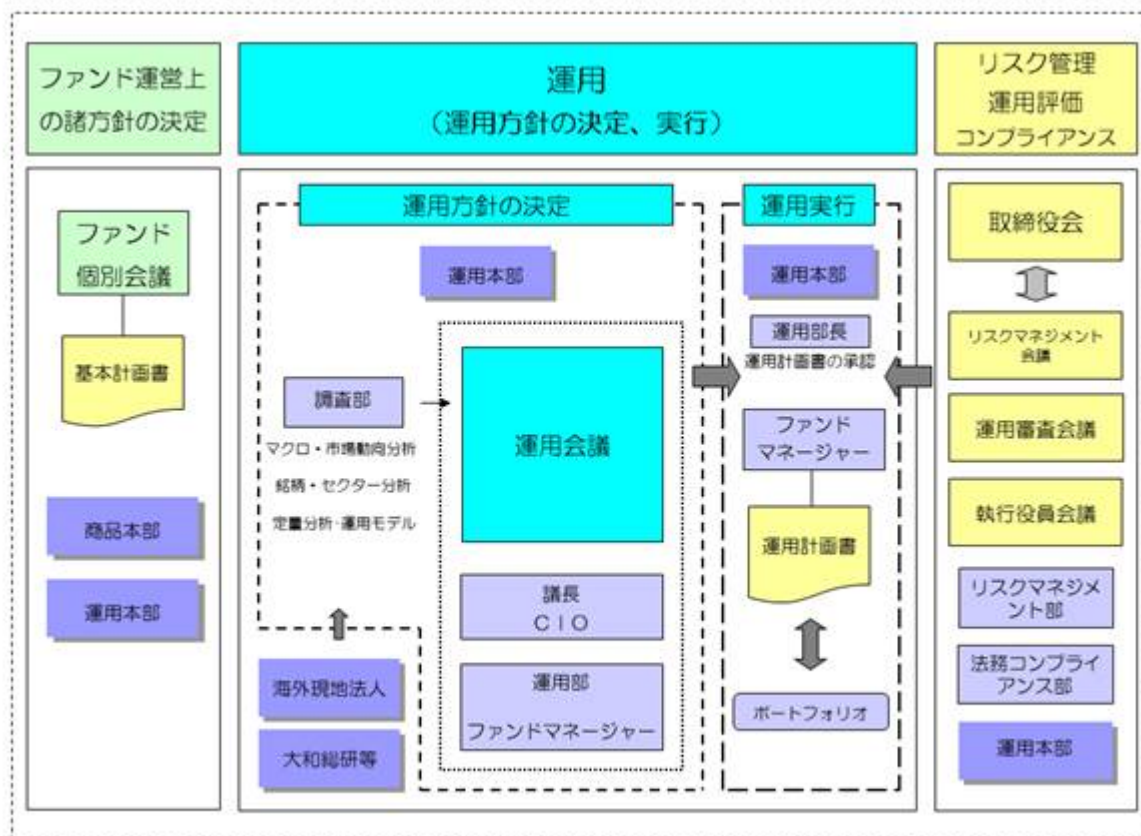 ファンド運営上
の諸方針の決定
運用
（運用方針の決定、実行）
リスク管理
運用評価
コンプライアンス
ファンド
個別会議
基本計画書
商品本部
運用本部
運用方針の決定
運用本部
調査部
マクロ・市場動向分析
銘柄・セクター分析
定量分析・運用モデル
運用会議
議長
ＣＩＯ
運用部
ファンドマネージャー
海外現地法人
大和総研等
運用実行
運用本部
運用部長
運用計画書の承認
ファンド
マネージャー
運用計画書
ポートフォリオ
取締役会
リスクマネジメント
会議
運用審査会議
執行役員会議
リスクマネジメ
ント部
法務コンプライ
アンス部
運用本部